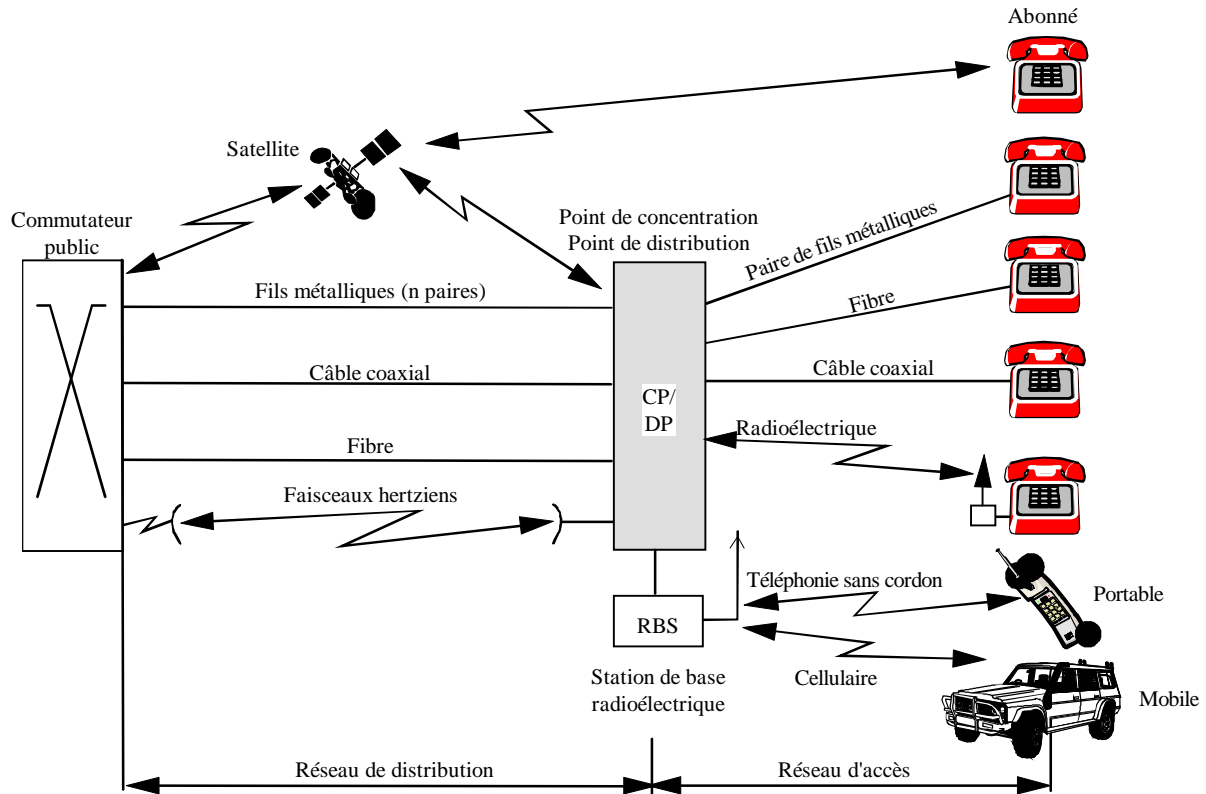 Abonné
Satellite
Commutateur
public
Point de concentration
Point de distribution
Paire de fils métalliques
Fils métalliques (n paires)
Fibre
Câble coaxial
Câble coaxial
CP/
DP
Radioélectrique
Fibre
Faisceaux hertziens
Téléphonie sans cordon
Portable
RBS
Cellulaire
Station de base
radioélectrique
Mobile
Réseau de distribution
Réseau d'accès